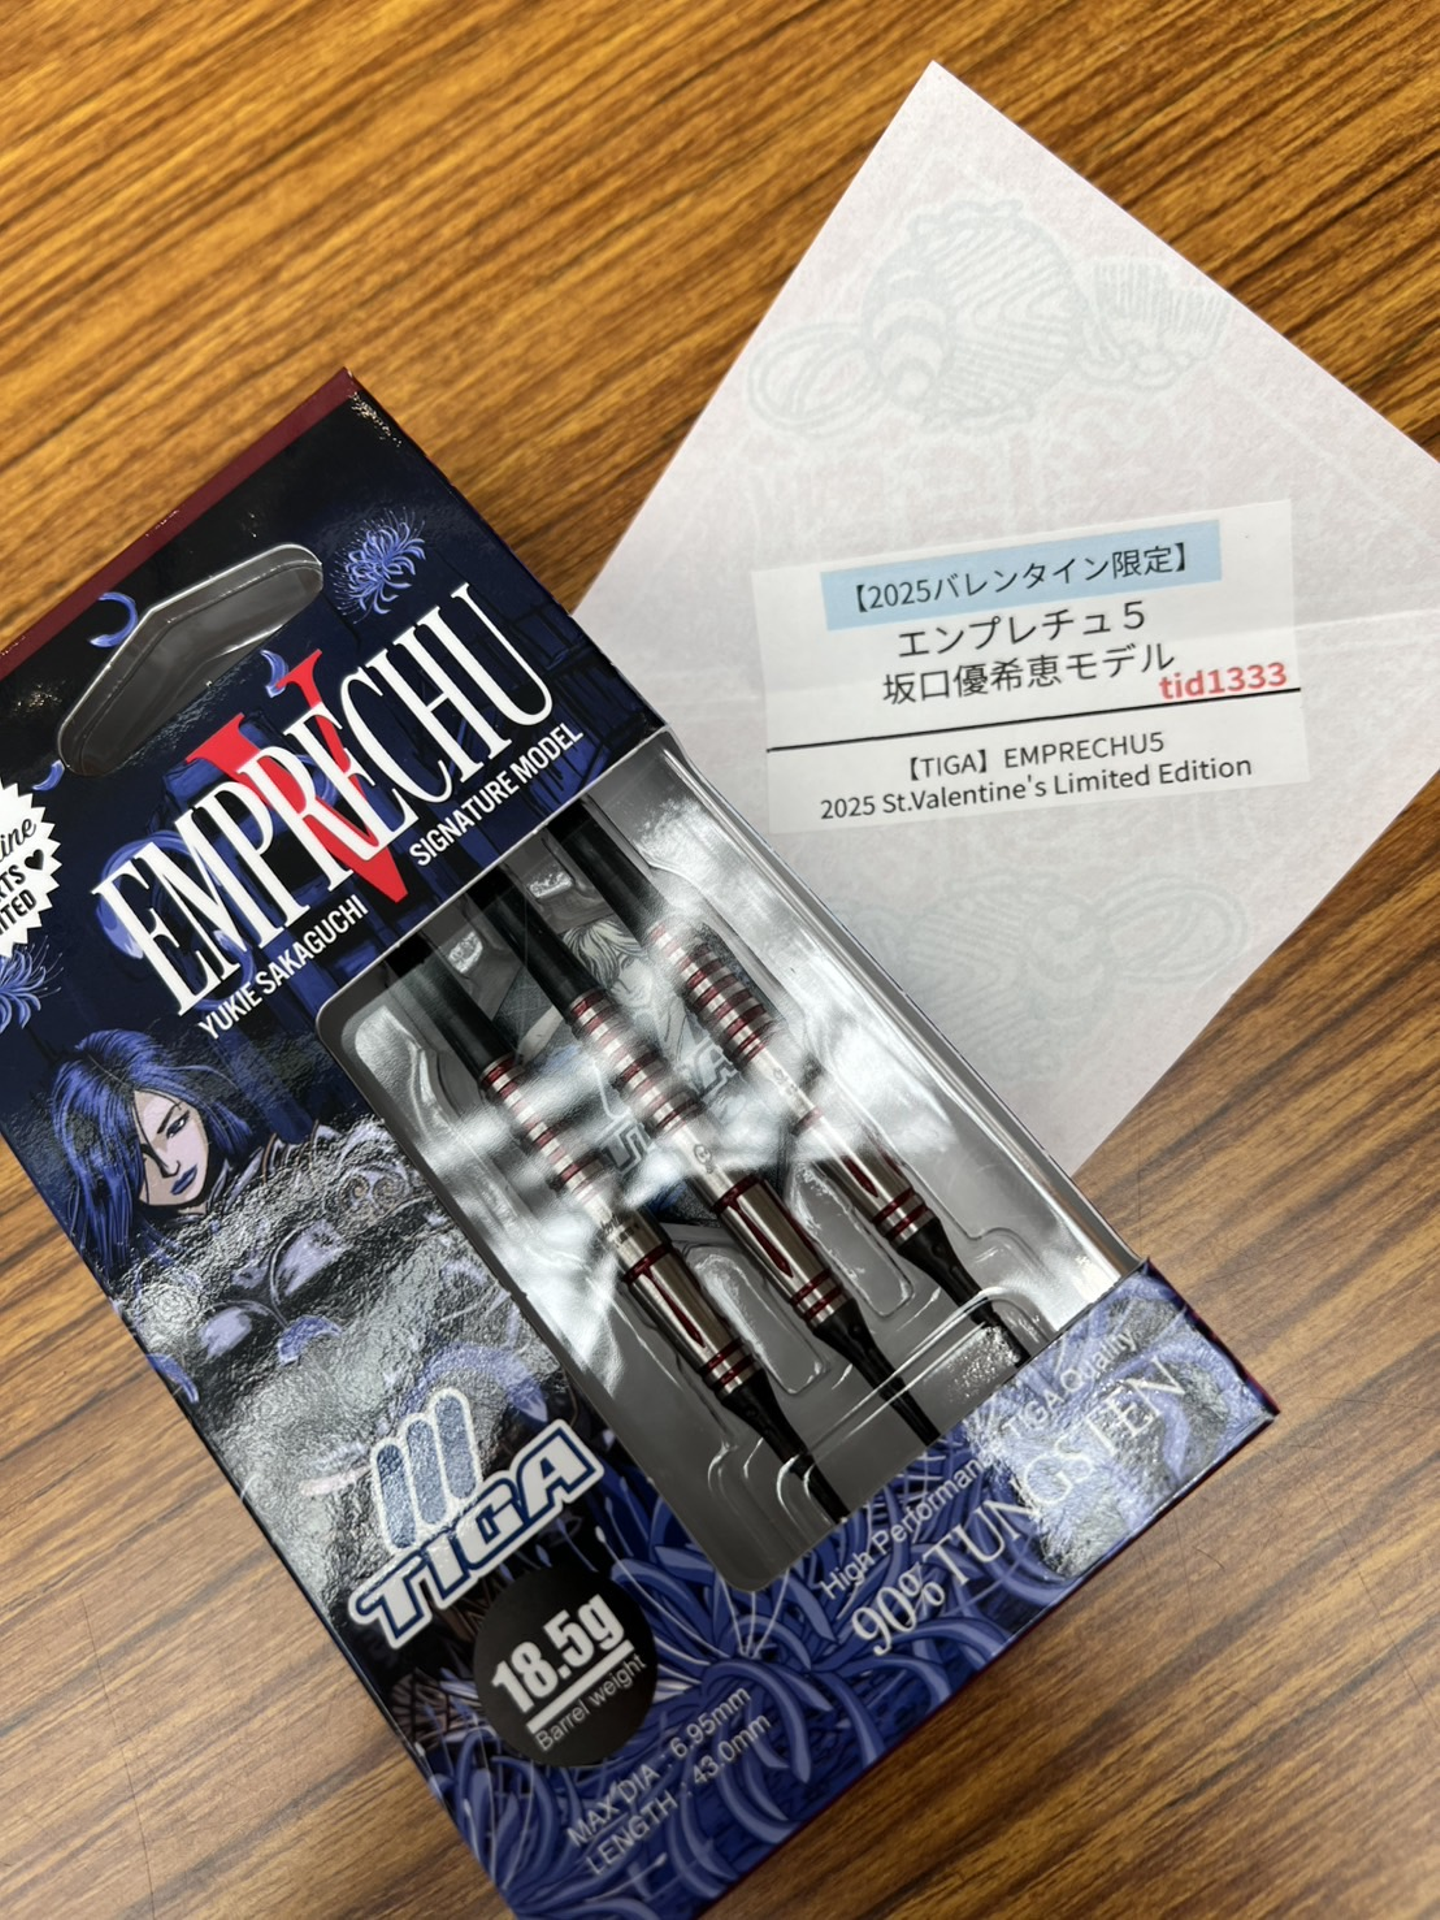 【2025バレンタイン限定】
エンプレチュ5
坂口優希恵モデル
tid1333
【TIGA】EMPRECHU5
2025 St.Valentine's Limited Edition
V
EMPRECHU
YUKIE SAKAGUCHI
SIGNATURE MODEL
TIGA
18.5g
Barrel weight
MAX DIA : 6.95mm
LENGTH : 43.0mm
High Performance TIGA Quality
90% TUNGSTEN